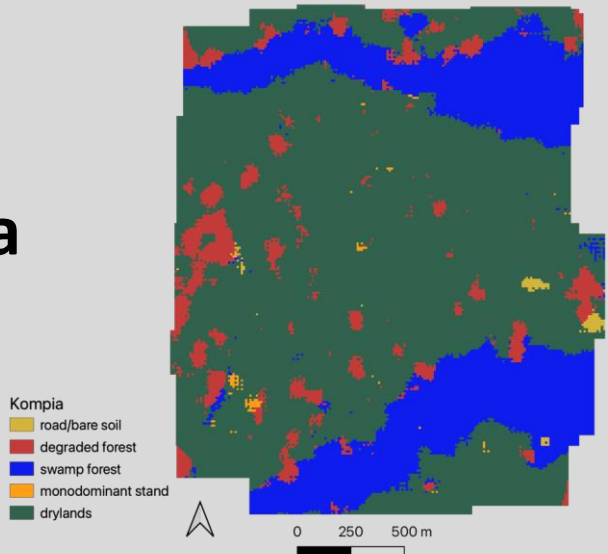 a
Kompia
road/bare soil
degraded forest
swamp forest
monodominant stand
drylands
0 250 500 m